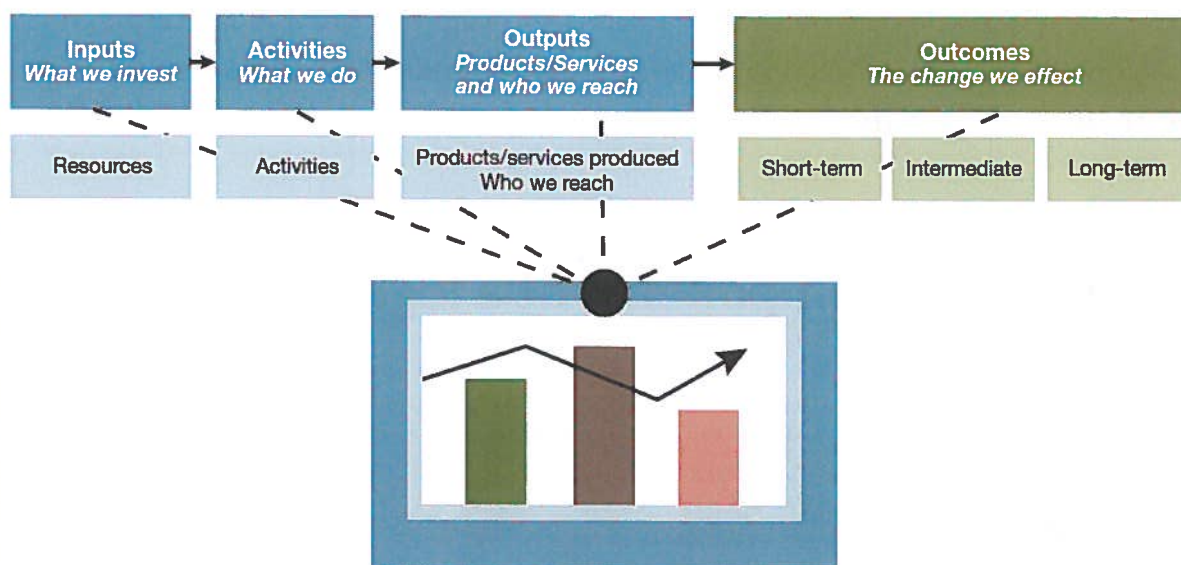 Inputs
What we invest
Activities
What we do
Outputs
Products/Services
and who we reach
Outcomes
The change we effect
Resources
Activities
Products/services produced
Who we reach
Short-term
Intermediate
Long-term